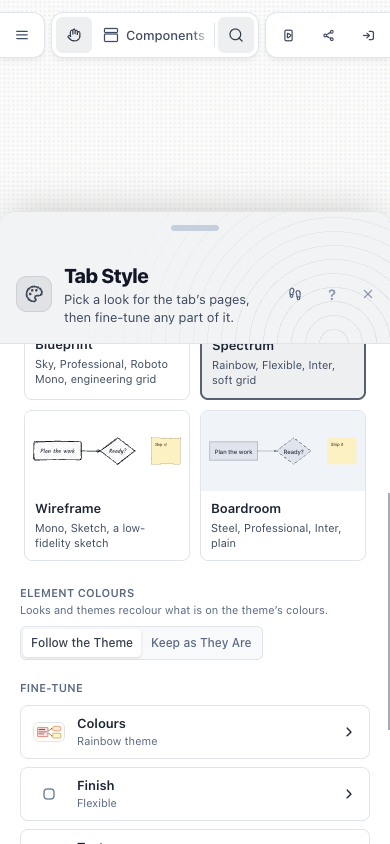 Components
Tab Style
Pick a look for the tab's pages,
then fine-tune any part of it.
?
Blueprint
Sky, Professional, Roboto
Mono, engineering grid
Spectrum
Rainbow, Flexible, Inter,
soft grid
Plan the work
Ready?
Ship it
Wireframe
Mono, Sketch, a low-
fidelity sketch
Plan the work
Ready?
Ship it
Boardroom
Steel, Professional, Inter,
plain
ELEMENT COLOURS
Looks and themes recolour what is on the theme's colours.
Follow the Theme
Keep as They Are
FINE-TUNE
Colours
Rainbow theme
Finish
Flexible